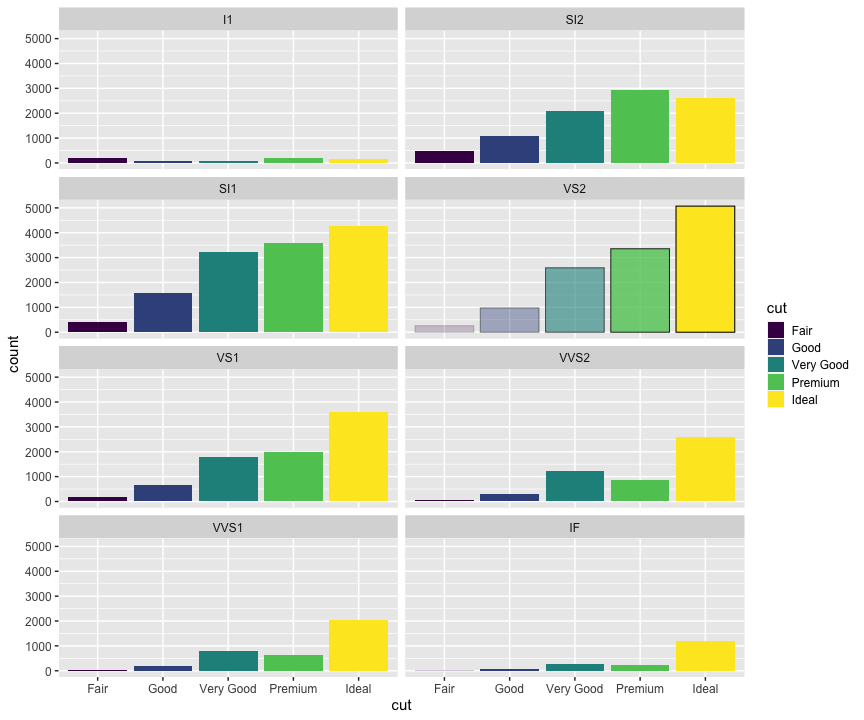 I1
SI2
5000
4000
3000
2000
1000
0
SI1
VS2
5000
4000
3000
2000
1000
0
VS1
VVS2
5000
4000
3000
2000
1000
0
VVS1
IF
5000
4000
3000
2000
1000
0
Fair Good Very Good Premium Ideal
Fair Good Very Good Premium Ideal
cut
count
cut
Fair
Good
Very Good
Premium
Ideal